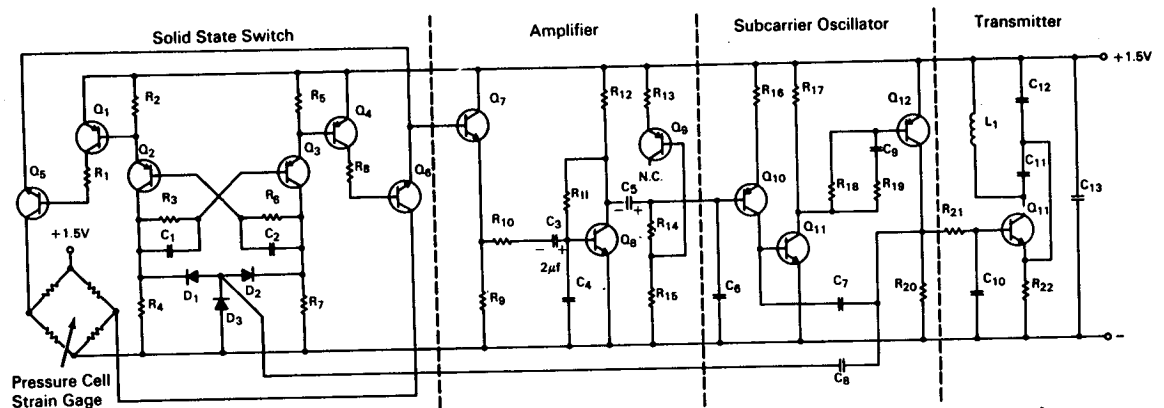 Solid State Switch
Amplifier
Subcarrier Oscillator
Transmitter
+1.5V
Q1
R2
R5
Q4
Q7
R12
R13
R16
R17
Q12
L1
C12
Q2
Q3
Q9
C9
C11
C13
Q5
R1
R3
R6
R8
Q6
N.C.
R11
C5
Q10
R18
R19
Q11
+1.5V
C1
C2
R10
C3
− +
− +
2μf
Q8
R14
Q11
R21
D1
D2
R4
D3
R7
R9
C4
R15
C6
C7
R20
C10
R22
C8
−
Pressure Cell
Strain Gage